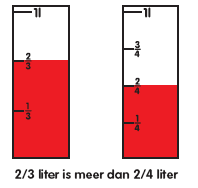 1l 1l
3/4
2/3
2/4
1/3
1/4
2/3 liter is meer dan 2/4 liter